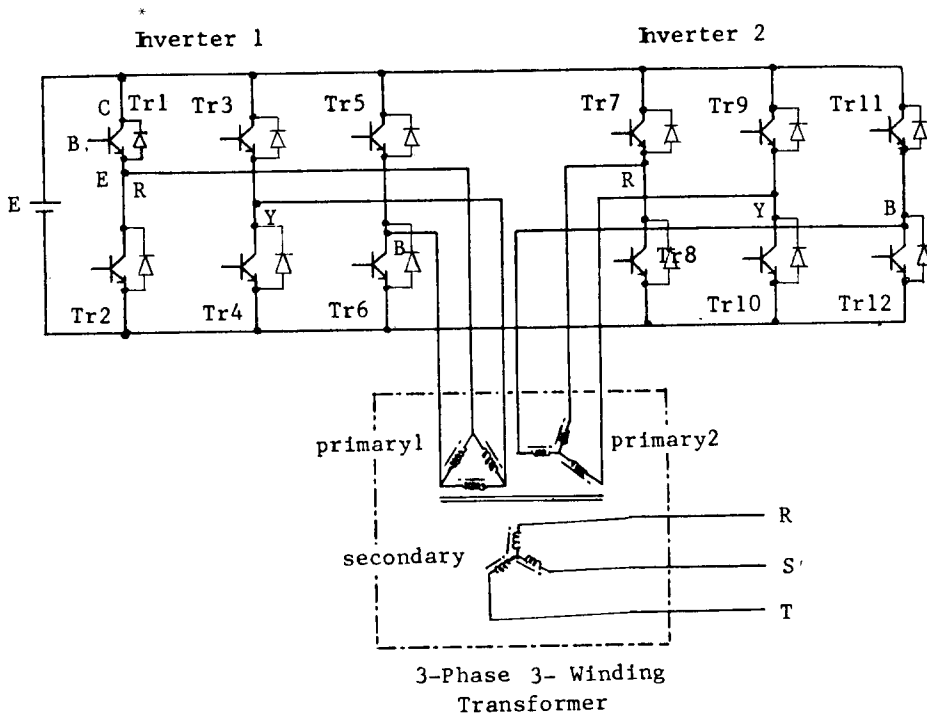 *
Inverter 1
Inverter 2
Tr1
Tr3
Tr5
Tr7
Tr9
Tr11
C
B
E
R
E
Y
B
R
Y
B
Tr2
Tr4
Tr6
Tr8
Tr10
Tr12
primary1
primary2
secondary
R
S'
T
3-Phase 3- Winding
Transformer